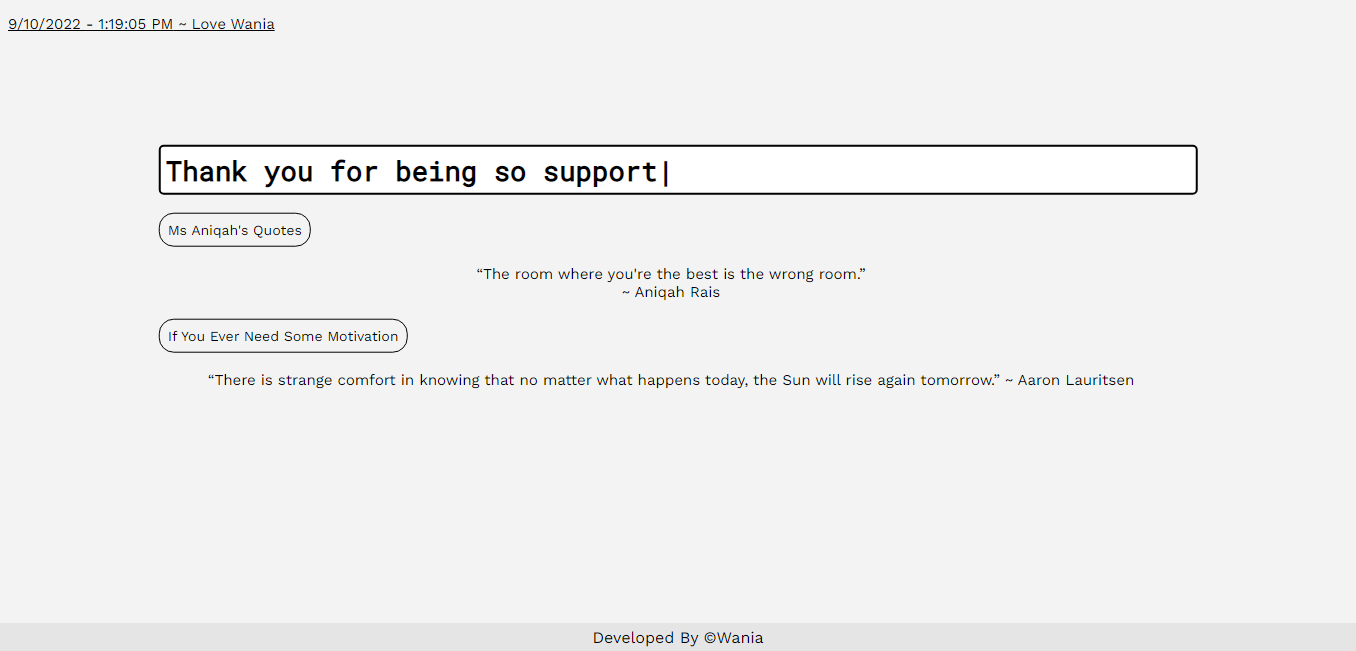 9/10/2022 - 1:19:05 PM ~ Love Wania
Thank you for being so support|
Ms Aniqah's Quotes
“The room where you're the best is the wrong room.”
~ Aniqah Rais
If You Ever Need Some Motivation
“There is strange comfort in knowing that no matter what happens today, the Sun will rise again tomorrow.” ~ Aaron Lauritsen
Developed By ©Wania